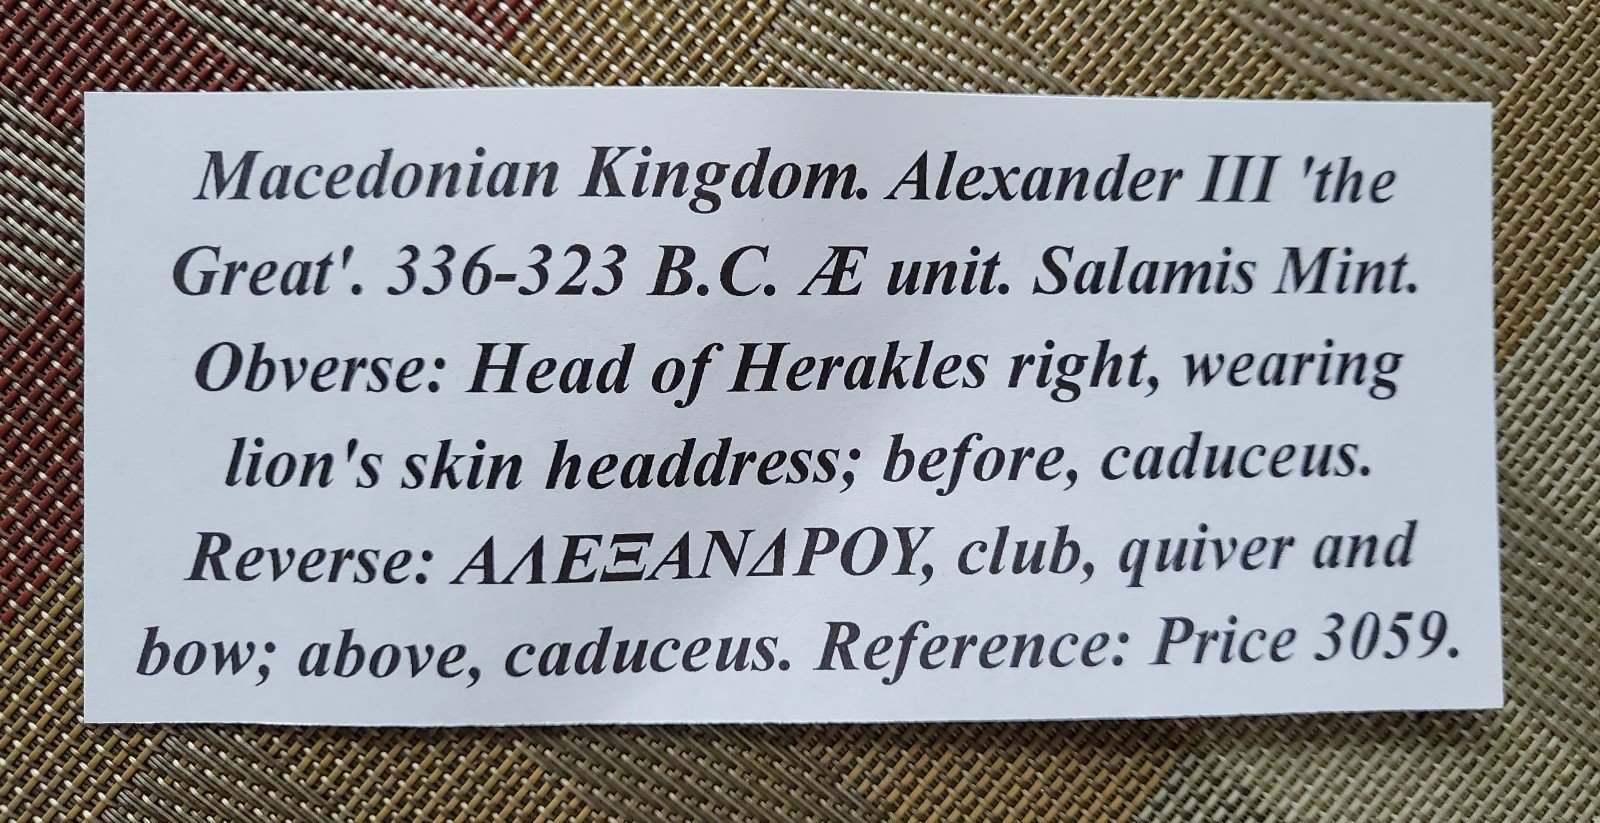 Macedonian Kingdom. Alexander III 'the
Great'. 336-323 B.C. Æ unit. Salamis Mint.
Obverse: Head of Herakles right, wearing
lion's skin headdress; before, caduceus.
Reverse: ΑΛΕΞΑΝΔΡΟΥ, club, quiver and
bow; above, caduceus. Reference: Price 3059.